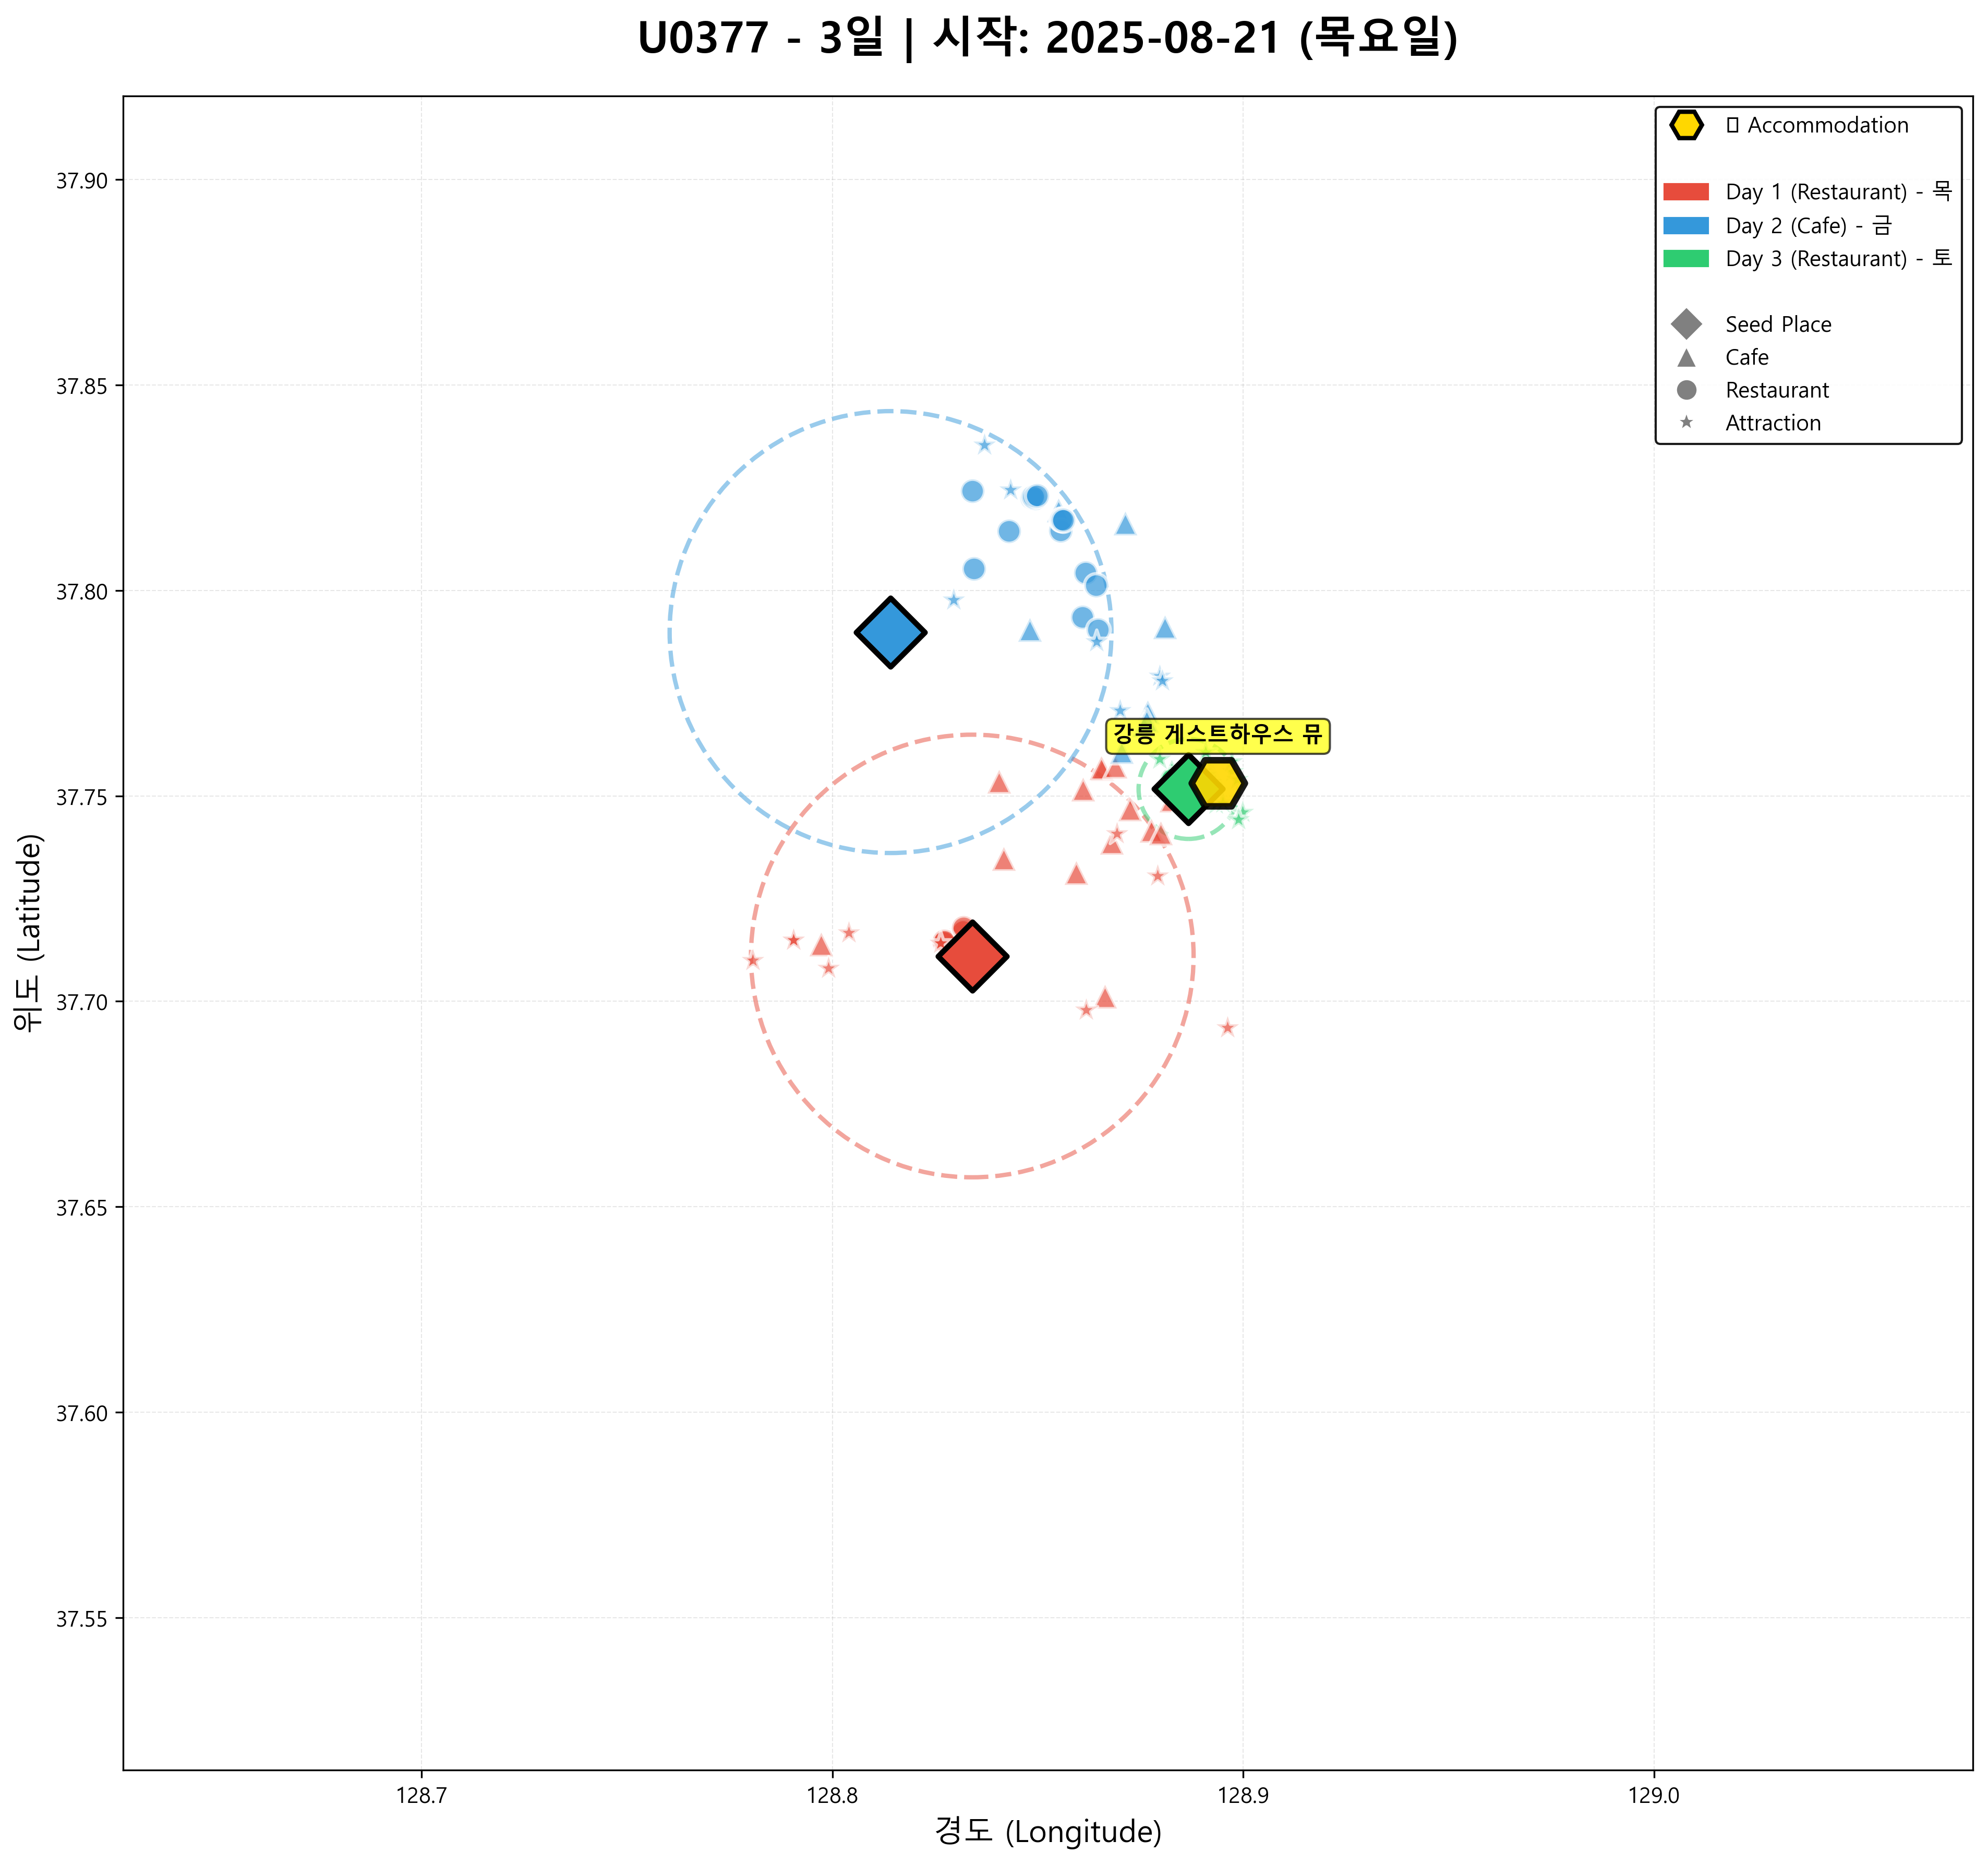 U0377 - 3일 | 시작: 2025-08-21 (목요일)
Accommodation
Day 1 (Restaurant) - 목
Day 2 (Cafe) - 금
Day 3 (Restaurant) - 토
Seed Place
Cafe
Restaurant
Attraction
37.90
37.85
37.80
37.75
37.70
37.65
37.60
37.55
위도 (Latitude)
강릉 게스트하우스 뮤
128.7
128.8
128.9
129.0
경도 (Longitude)